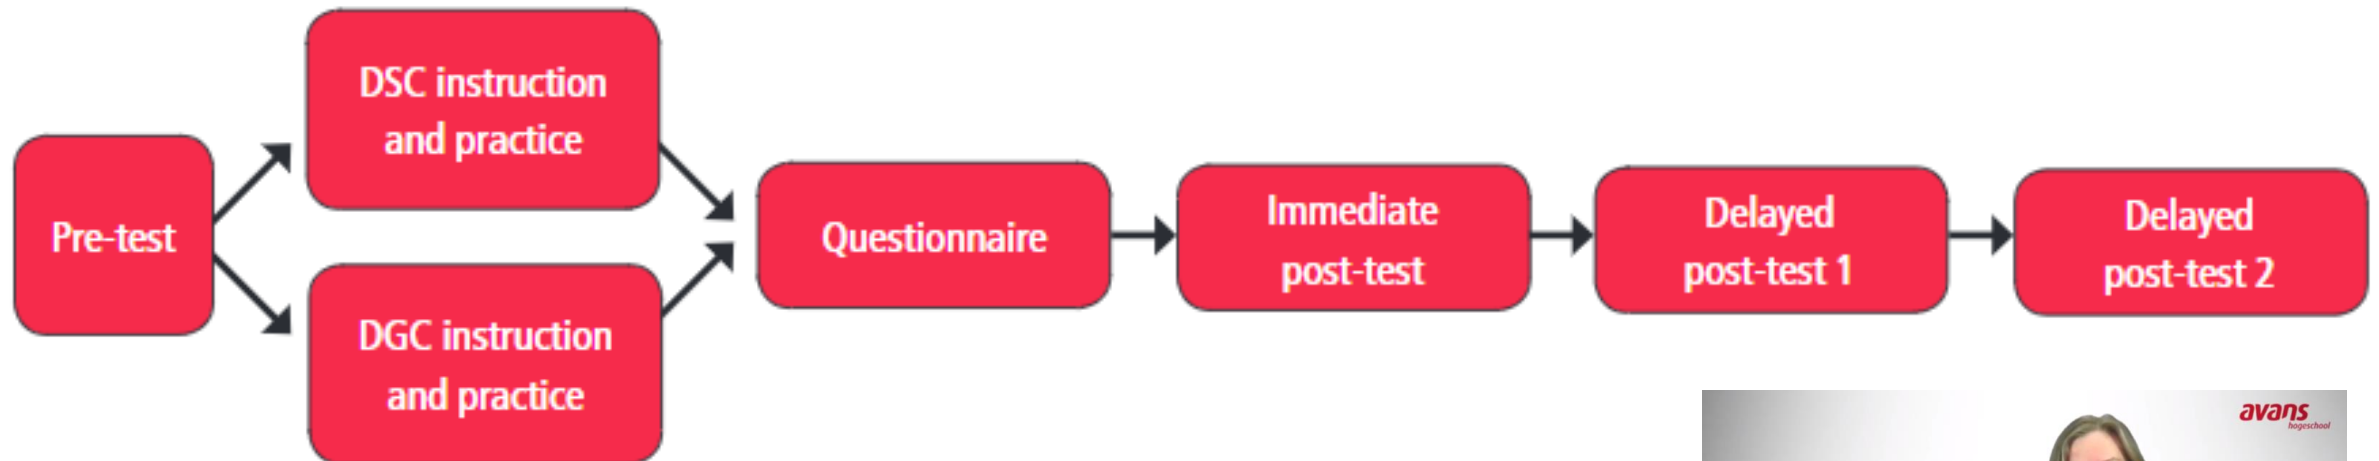 Pre-test
DSC instruction
and practice
DGC instruction
and practice
Questionnaire
Immediate
post-test
Delayed
post-test 1
Delayed
post-test 2
avans
hogeschool